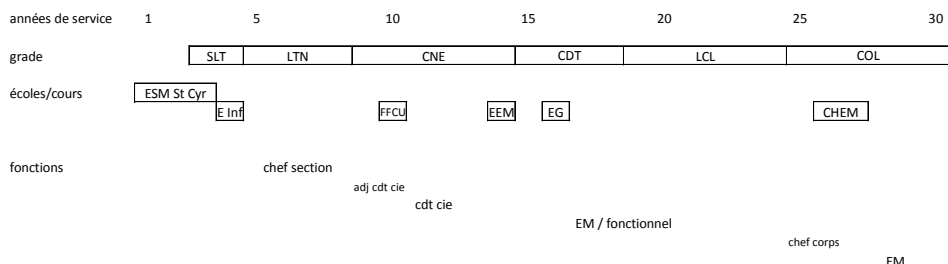 années de service 1 5 10 15 20 25 30
grade SLT LTN CNE CDT LCL COL
écoles/cours ESM St Cyr
E Inf FFCU EEM EG CHEM
fonctions chef section
adj cdt cie
cdt cie
EM / fonctionnel
chef corps
EM